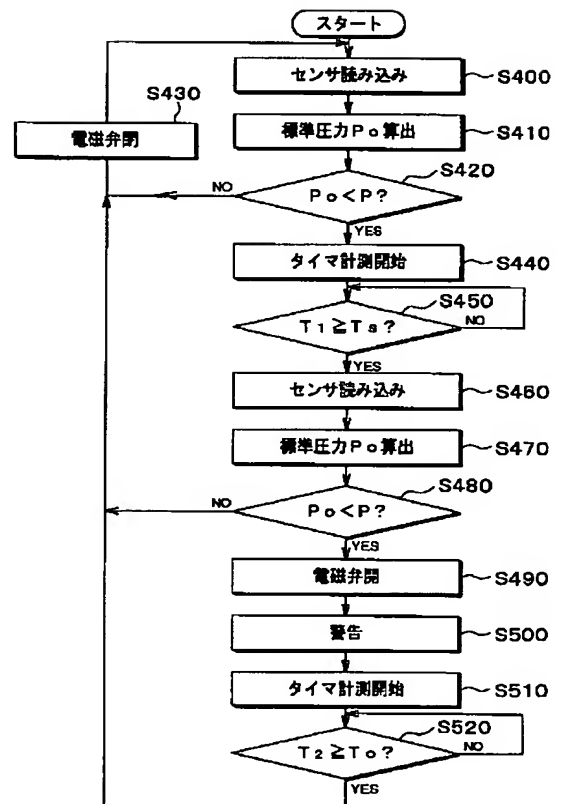 スタート
センサ読み込み S400
S430
電磁弁閉
標準圧力Po算出 S410
S420
Po<P?
NO
YES
タイマ計測開始 S440
S450
T1≧Ts?
NO
YES
センサ読み込み S460
標準圧力Po算出 S470
S480
Po<P?
NO
YES
電磁弁開 S490
警告 S500
タイマ計測開始 S510
S520
T2≧To?
NO
YES